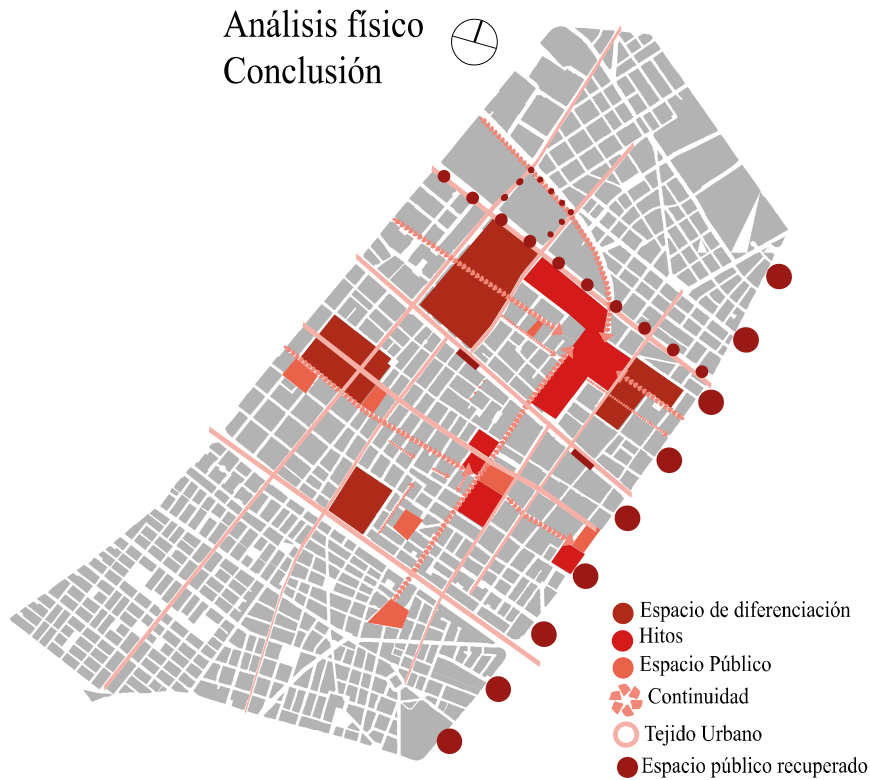 Análisis físico
Conclusión
Espacio de diferenciación
Hitos
Espacio Público
Continuidad
Tejido Urbano
Espacio público recuperado